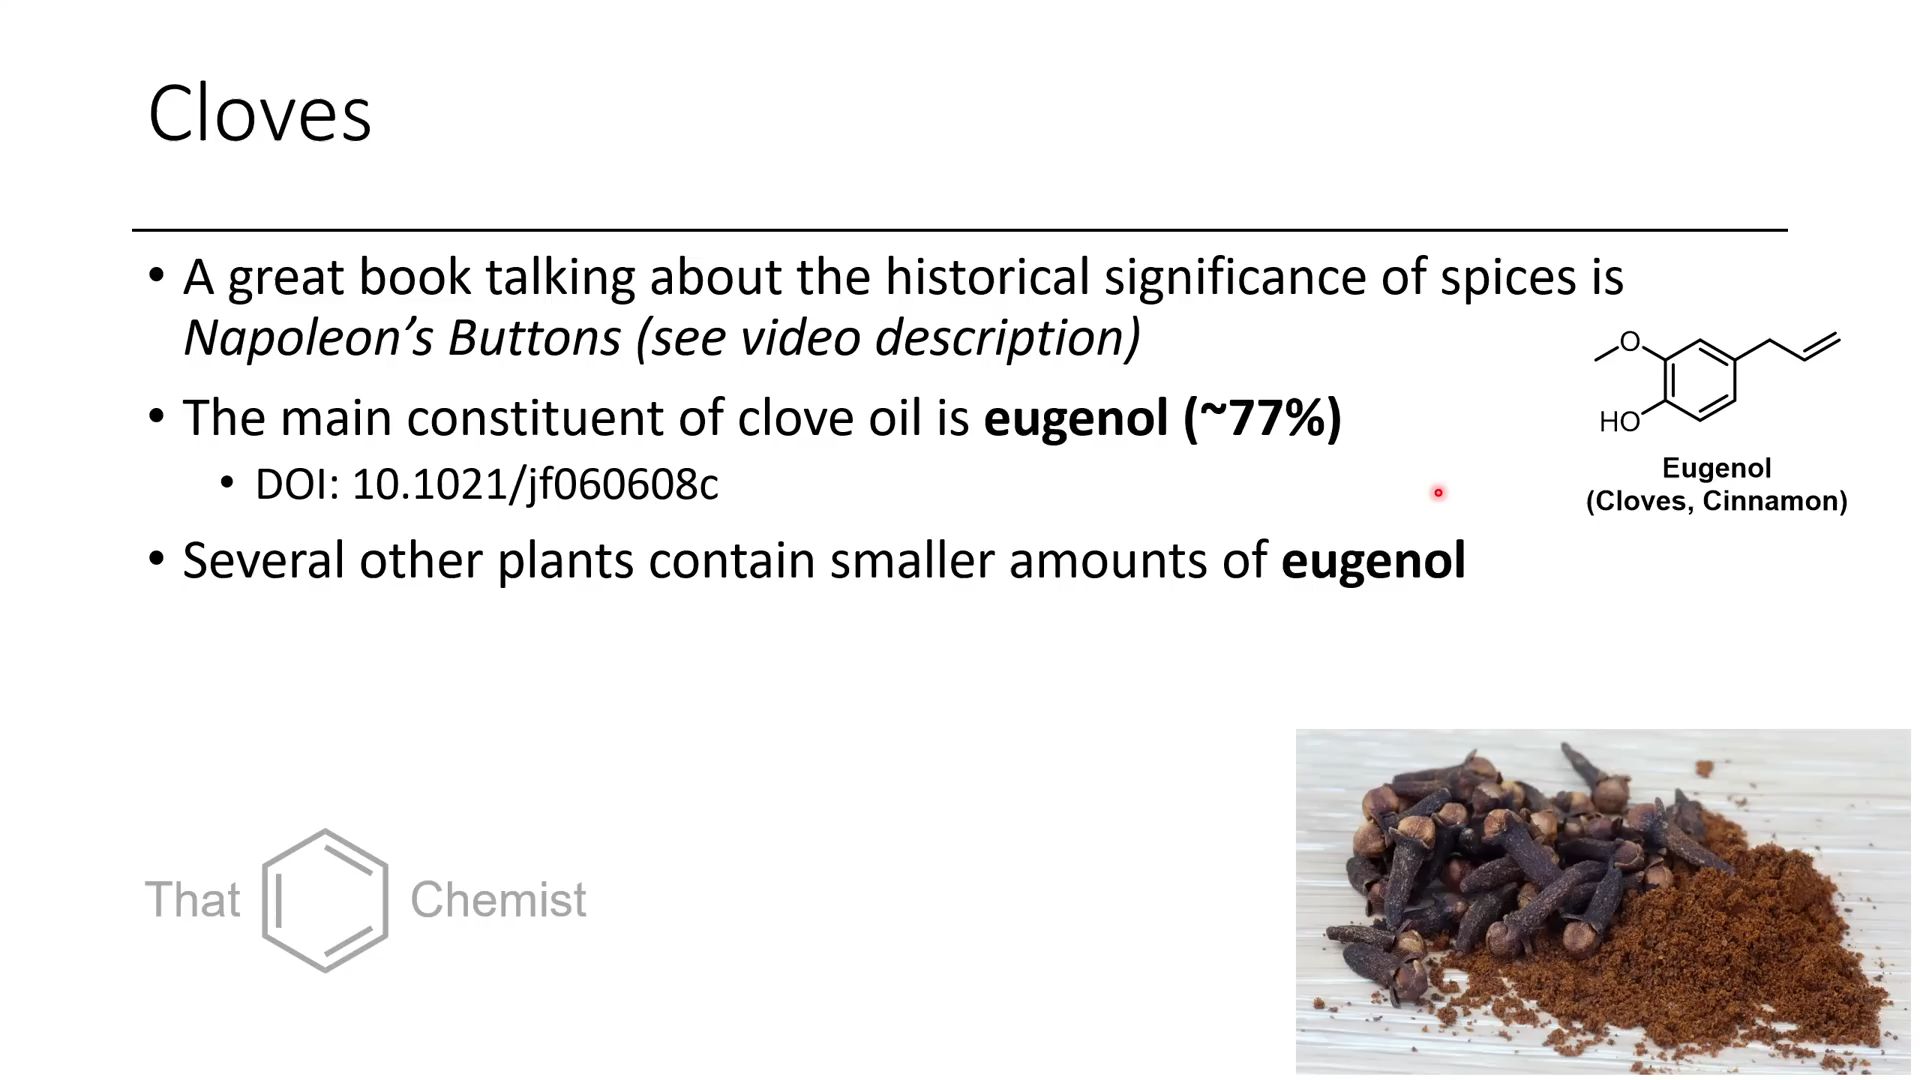 Cloves
• A great book talking about the historical significance of spices is
Napoleon’s Buttons (see video description)
• The main constituent of clove oil is eugenol (~77%)
• DOI: 10.1021/jf060608c
• Several other plants contain smaller amounts of eugenol
O
HO
Eugenol
(Cloves, Cinnamon)
That Chemist